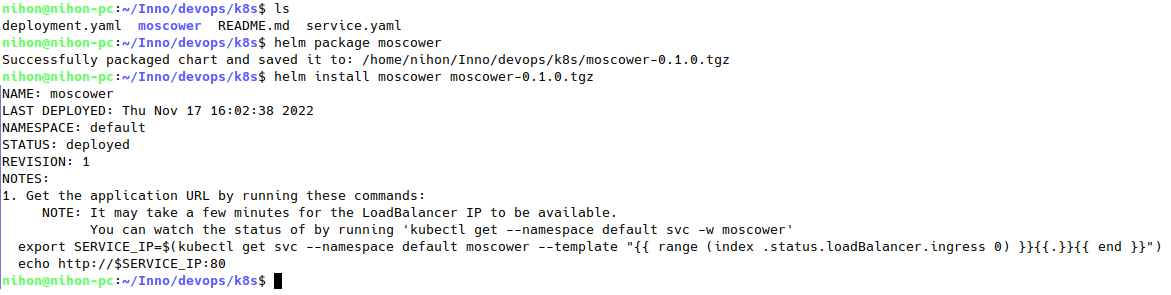 nihon@nihon-pc:~/Inno/devops/k8s$ ls
deployment.yaml  moscower  README.md  service.yaml
nihon@nihon-pc:~/Inno/devops/k8s$ helm package moscower
Successfully packaged chart and saved it to: /home/nihon/Inno/devops/k8s/moscower-0.1.0.tgz
nihon@nihon-pc:~/Inno/devops/k8s$ helm install moscower moscower-0.1.0.tgz
NAME: moscower
LAST DEPLOYED: Thu Nov 17 16:02:38 2022
NAMESPACE: default
STATUS: deployed
REVISION: 1
NOTES:
1. Get the application URL by running these commands:
     NOTE: It may take a few minutes for the LoadBalancer IP to be available.
           You can watch the status of by running 'kubectl get --namespace default svc -w moscower'
  export SERVICE_IP=$(kubectl get svc --namespace default moscower --template "{{ range (index .status.loadBalancer.ingress 0) }}{{.}}{{ end }}")
  echo http://$SERVICE_IP:80
nihon@nihon-pc:~/Inno/devops/k8s$